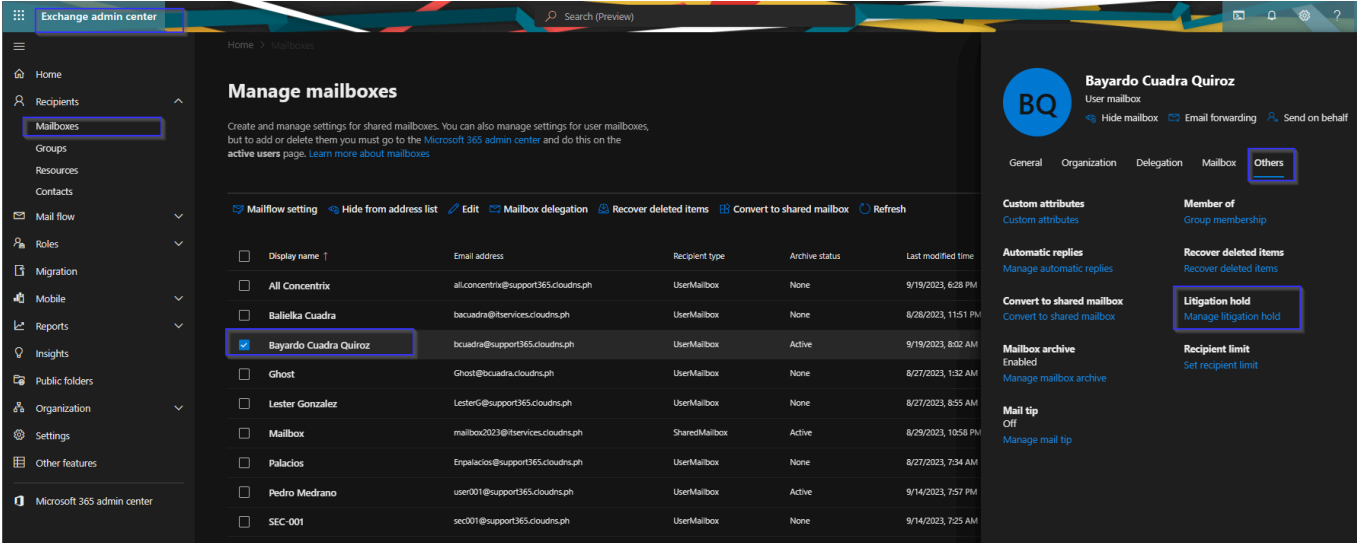 Exchange admin center
Search (Preview)
?
Home
Recipients
Mailboxes
Groups
Resources
Contacts
Mail flow
Roles
Migration
Mobile
Reports
Insights
Public folders
Organization
Settings
Other features
Microsoft 365 admin center
Home > Mailboxes
Manage mailboxes
Create and manage settings for shared mailboxes. You can also manage settings for user mailboxes,
but to add or delete them you must go to the Microsoft 365 admin center and do this on the
active users page. Learn more about mailboxes
Mailflow setting Hide from address list Edit Mailbox delegation Recover deleted items Convert to shared mailbox Refresh
Display name ↑ Email address Recipient type Archive status Last modified time
All Concentrix all.concentrix@support365.cloudns.ph UserMailbox None 9/19/2023, 6:28 PM
Balielka Cuadra bacuadra@itservices.cloudns.ph UserMailbox None 8/28/2023, 11:51 PM
Bayardo Cuadra Quiroz bcuadra@support365.cloudns.ph UserMailbox Active 9/19/2023, 8:02 AM
Ghost Ghost@bcuadra.cloudns.ph UserMailbox None 8/27/2023, 1:32 AM
Lester Gonzalez LesterG@support365.cloudns.ph UserMailbox None 8/27/2023, 8:55 AM
Mailbox mailbox2023@itservices.cloudns.ph SharedMailbox Active 8/29/2023, 10:58 PM
Palacios Enpalacios@support365.cloudns.ph UserMailbox None 8/27/2023, 7:34 AM
Pedro Medrano user001@support365.cloudns.ph UserMailbox Active 9/14/2023, 7:57 PM
SEC-001 sec001@support365.cloudns.ph UserMailbox None 9/14/2023, 7:25 AM
BQ
Bayardo Cuadra Quiroz
User mailbox
Hide mailbox Email forwarding Send on behalf
General Organization Delegation Mailbox Others
Custom attributes
Custom attributes
Member of
Group membership
Automatic replies
Manage automatic replies
Recover deleted items
Recover deleted items
Convert to shared mailbox
Convert to shared mailbox
Litigation hold
Manage litigation hold
Mailbox archive
Enabled
Manage mailbox archive
Recipient limit
Set recipient limit
Mail tip
Off
Manage mail tip